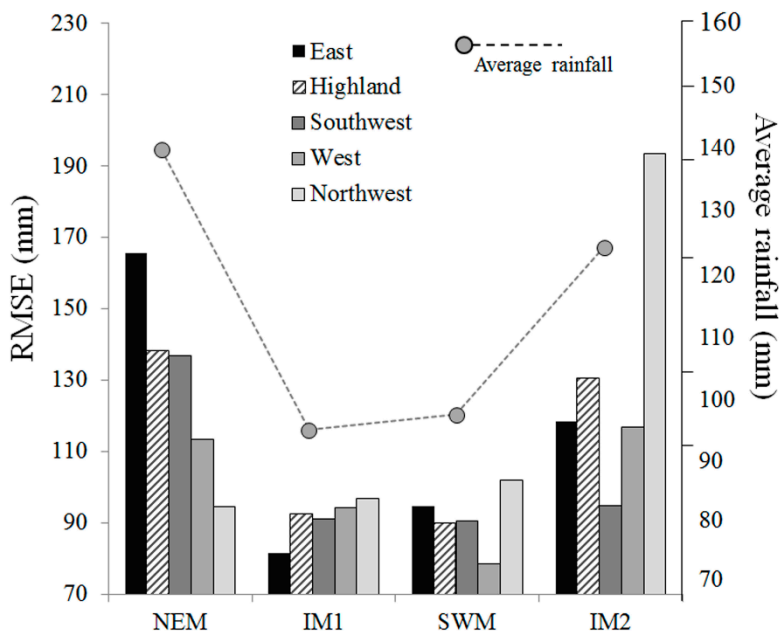 230
210
190
170
150
130
110
90
70
RMSE (mm)
East
Highland
Southwest
West
Northwest
Average rainfall
160
150
140
130
120
110
100
90
80
70
Average rainfall (mm)
NEM
IM1
SWM
IM2